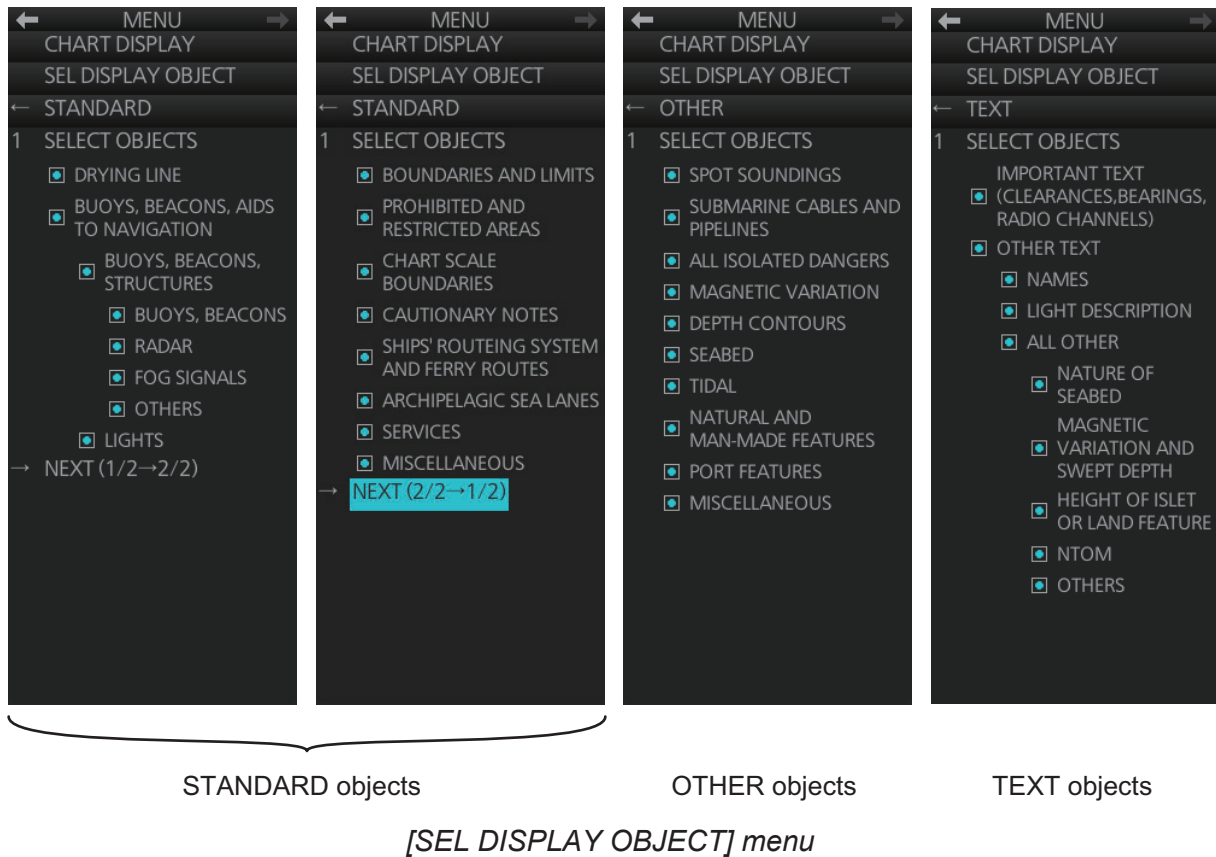 MENU
CHART DISPLAY
SEL DISPLAY OBJECT
← STANDARD
1 SELECT OBJECTS
DRYING LINE
BUOYS, BEACONS, AIDS
TO NAVIGATION
BUOYS, BEACONS,
STRUCTURES
BUOYS, BEACONS
RADAR
FOG SIGNALS
OTHERS
LIGHTS
→ NEXT (1/2→2/2)
MENU
CHART DISPLAY
SEL DISPLAY OBJECT
← STANDARD
1 SELECT OBJECTS
BOUNDARIES AND LIMITS
PROHIBITED AND
RESTRICTED AREAS
CHART SCALE
BOUNDARIES
CAUTIONARY NOTES
SHIPS' ROUTEING SYSTEM
AND FERRY ROUTES
ARCHIPELAGIC SEA LANES
SERVICES
MISCELLANEOUS
→ NEXT (2/2→1/2)
MENU
CHART DISPLAY
SEL DISPLAY OBJECT
← OTHER
1 SELECT OBJECTS
SPOT SOUNDINGS
SUBMARINE CABLES AND
PIPELINES
ALL ISOLATED DANGERS
MAGNETIC VARIATION
DEPTH CONTOURS
SEABED
TIDAL
NATURAL AND
MAN-MADE FEATURES
PORT FEATURES
MISCELLANEOUS
MENU
CHART DISPLAY
SEL DISPLAY OBJECT
← TEXT
1 SELECT OBJECTS
IMPORTANT TEXT
(CLEARANCES,BEARINGS,
RADIO CHANNELS)
OTHER TEXT
NAMES
LIGHT DESCRIPTION
ALL OTHER
NATURE OF
SEABED
MAGNETIC
VARIATION AND
SWEPT DEPTH
HEIGHT OF ISLET
OR LAND FEATURE
NTOM
OTHERS
STANDARD objects
OTHER objects
TEXT objects
[SEL DISPLAY OBJECT] menu